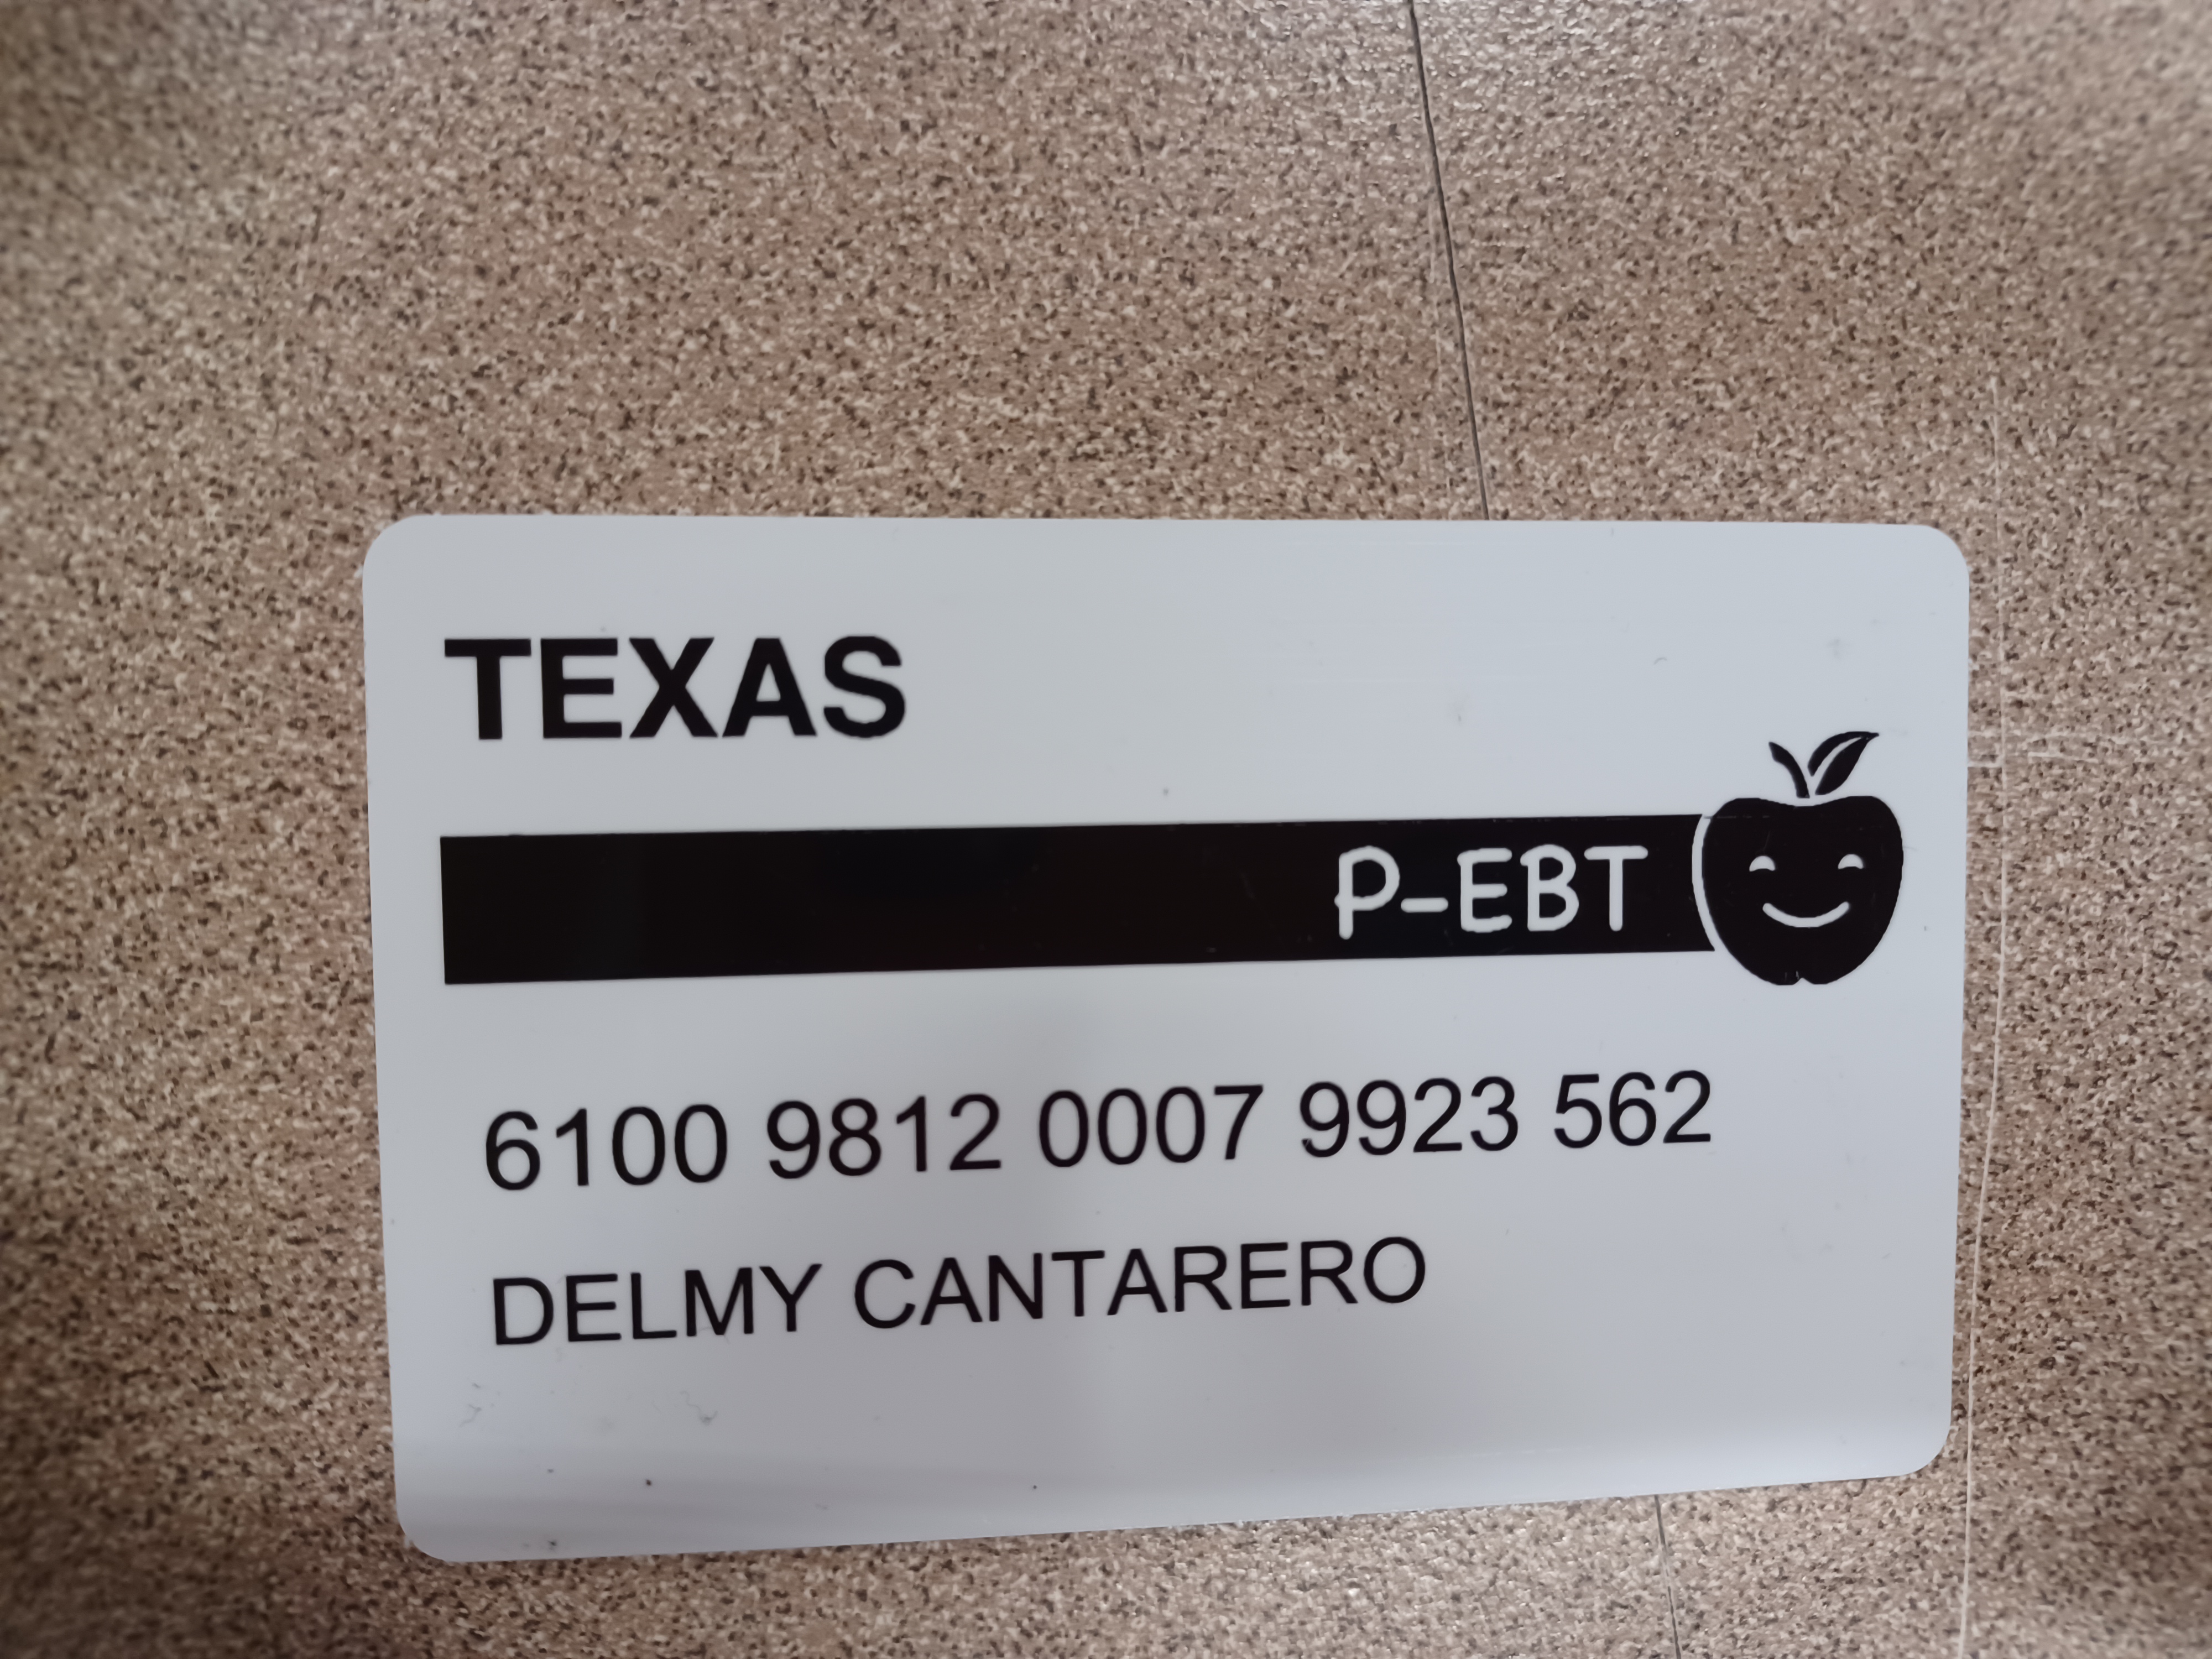 TEXAS
P-EBT
6100 9812 0007 9923 562
DELMY CANTARERO